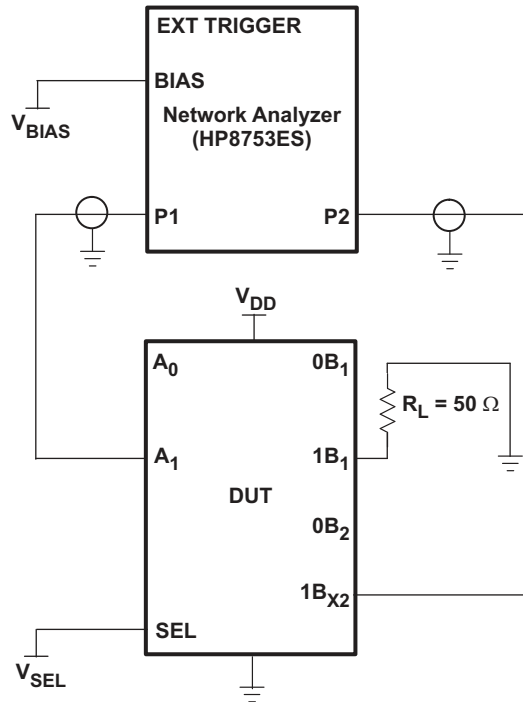 EXT TRIGGER
BIAS
V_BIAS
Network Analyzer
(HP8753ES)
P1
P2
V_DD
A_0
0B_1
R_L = 50 Ω
A_1
1B_1
DUT
0B_2
1B_X2
SEL
V_SEL